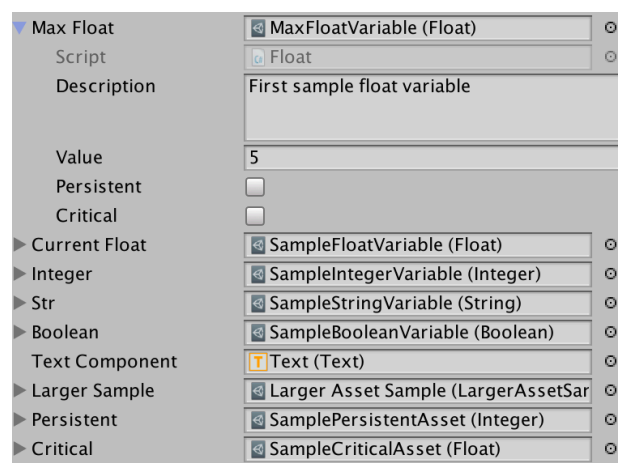 Max Float MaxFloatVariable (Float)
Script Float
Description First sample float variable
Value 5
Persistent
Critical
Current Float SampleFloatVariable (Float)
Integer SampleIntegerVariable (Integer)
Str SampleStringVariable (String)
Boolean SampleBooleanVariable (Boolean)
Text Component Text (Text)
Larger Sample Larger Asset Sample (LargerAssetSar
Persistent SamplePersistentAsset (Integer)
Critical SampleCriticalAsset (Float)